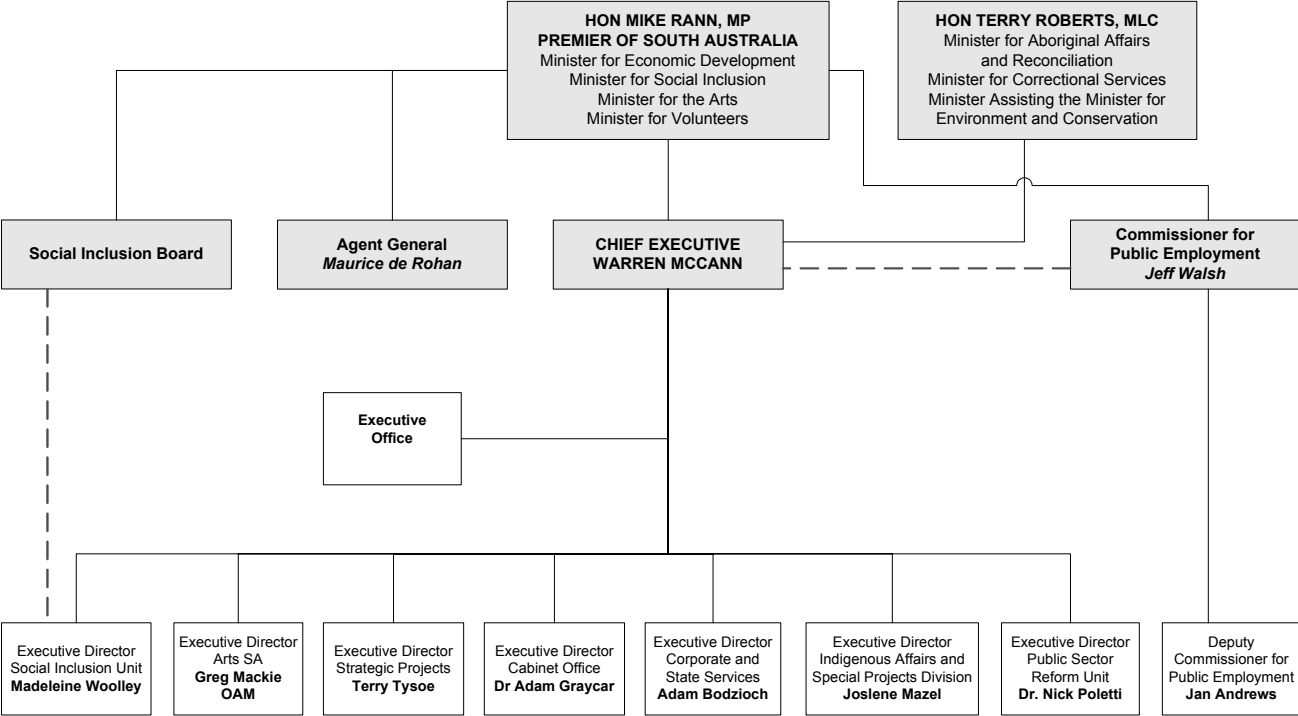 HON MIKE RANN, MP
PREMIER OF SOUTH AUSTRALIA
Minister for Economic Development
Minister for Social Inclusion
Minister for the Arts
Minister for Volunteers
HON TERRY ROBERTS, MLC
Minister for Aboriginal Affairs
and Reconciliation
Minister for Correctional Services
Minister Assisting the Minister for
Environment and Conservation
Social Inclusion Board
Agent General
Maurice de Rohan
CHIEF EXECUTIVE
WARREN MCCANN
Commissioner for
Public Employment
Jeff Walsh
Executive
Office
Executive Director
Social Inclusion Unit
Madeleine Woolley
Executive Director
Arts SA
Greg Mackie
OAM
Executive Director
Strategic Projects
Terry Tysoe
Executive Director
Cabinet Office
Dr Adam Graycar
Executive Director
Corporate and
State Services
Adam Bodzioch
Executive Director
Indigenous Affairs and
Special Projects Division
Joslene Mazel
Executive Director
Public Sector
Reform Unit
Dr. Nick Poletti
Deputy
Commissioner for
Public Employment
Jan Andrews